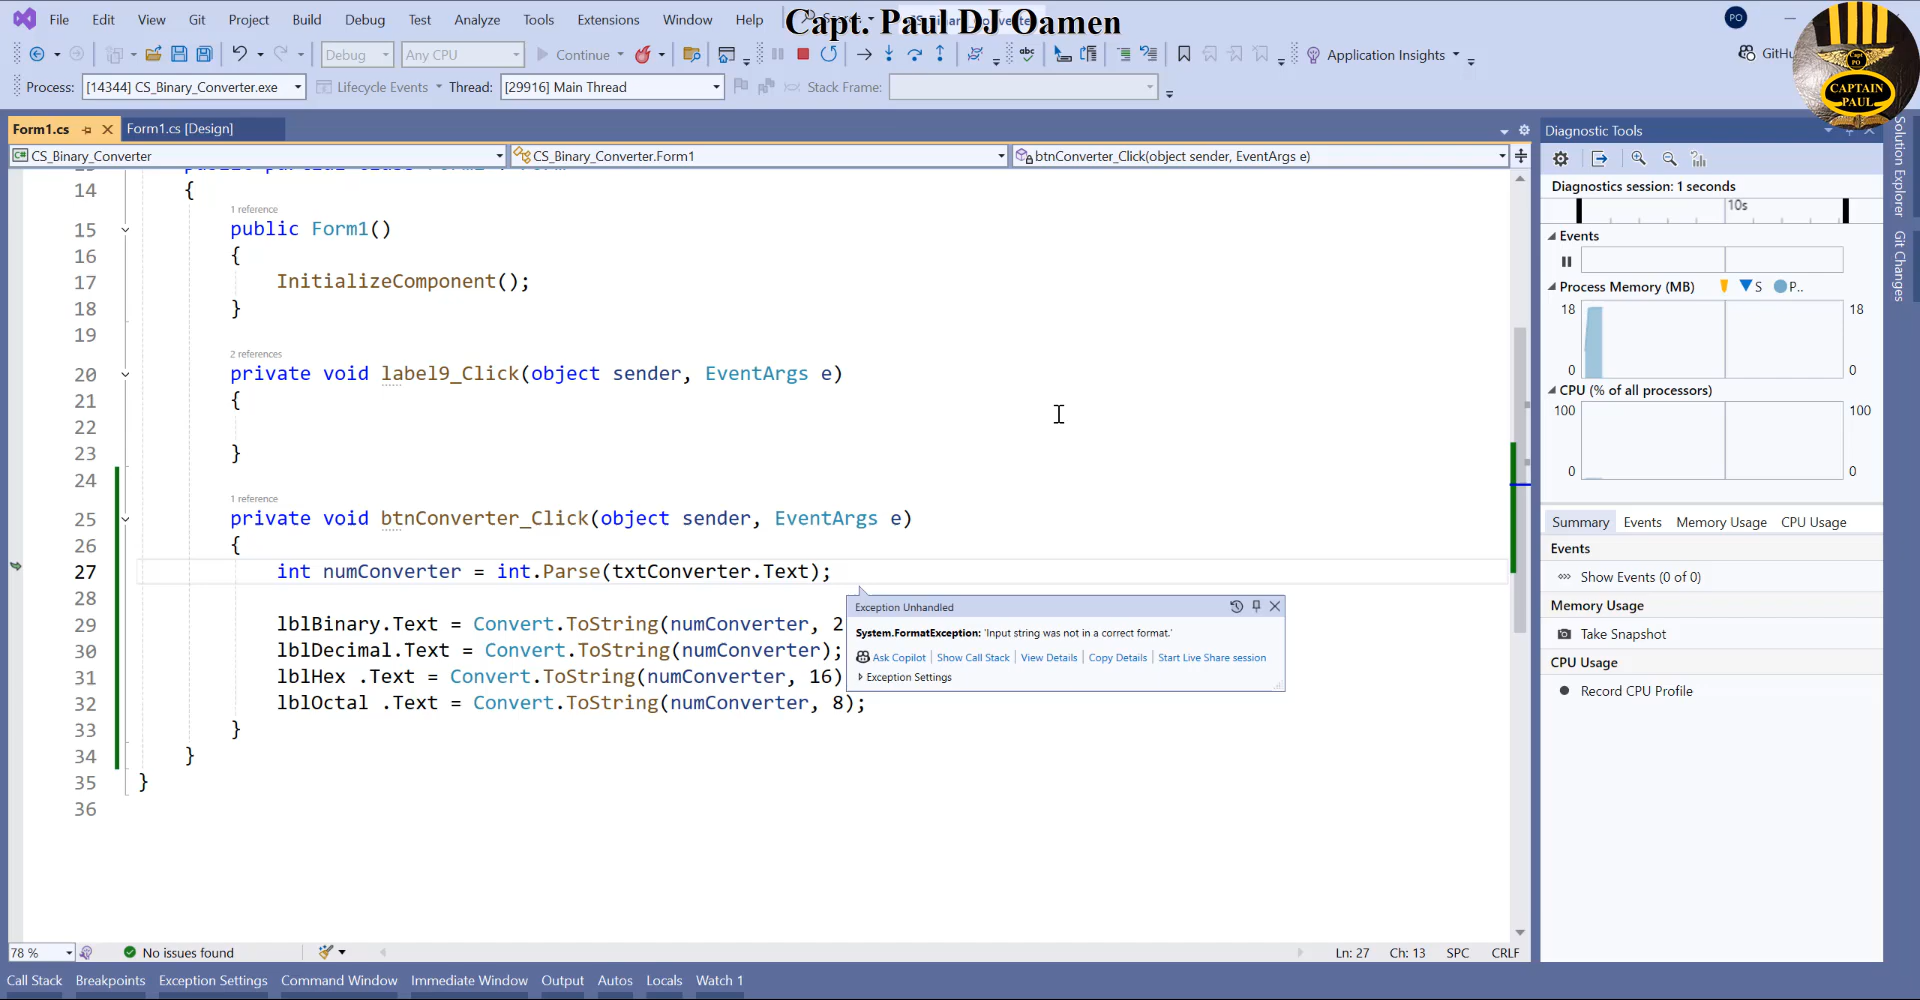 File Edit View Git Project Build Debug Test Analyze Tools Extensions Window Help
Capt. Paul DJ Oamen
PO
Debug Any CPU Continue Application Insights GitHu
CAPTAIN PAUL
Process: [14344] CS_Binary_Converter.exe Lifecycle Events Thread: [29916] Main Thread Stack Frame:
Form1.cs Form1.cs [Design]
CS_Binary_Converter CS_Binary_Converter.Form1 btnConverter_Click(object sender, EventArgs e)
14 {
1 reference
15 public Form1()
16 {
17 InitializeComponent();
18 }
19
2 references
20 private void label9_Click(object sender, EventArgs e)
21 {
22
23 }
24
1 reference
25 private void btnConverter_Click(object sender, EventArgs e)
26 {
27 int numConverter = int.Parse(txtConverter.Text);
28
29 lblBinary.Text = Convert.ToString(numConverter, 2
30 lblDecimal.Text = Convert.ToString(numConverter);
31 lblHex .Text = Convert.ToString(numConverter, 16)
32 lblOctal .Text = Convert.ToString(numConverter, 8);
33 }
34 }
35 }
36
Exception Unhandled
System.FormatException: 'Input string was not in a correct format.'
Ask Copilot | Show Call Stack | View Details | Copy Details | Start Live Share session
Exception Settings
Diagnostic Tools
Diagnostics session: 1 seconds
10s
Events
Process Memory (MB) S P..
18 18
0 0
CPU (% of all processors)
100 100
0 0
Summary Events Memory Usage CPU Usage
Events
Show Events (0 of 0)
Memory Usage
Take Snapshot
CPU Usage
Record CPU Profile
Solution Explorer
Git Changes
78 % No issues found Ln: 27 Ch: 13 SPC CRLF
Call Stack Breakpoints Exception Settings Command Window Immediate Window Output Autos Locals Watch 1